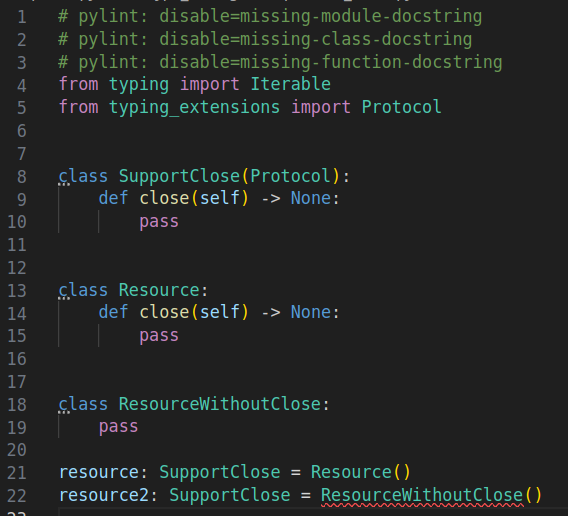 1 # pylint: disable=missing-module-docstring
2 # pylint: disable=missing-class-docstring
3 # pylint: disable=missing-function-docstring
4 from typing import Iterable
5 from typing_extensions import Protocol
6
7
8 class SupportClose(Protocol):
9     def close(self) -> None:
10         pass
11
12
13 class Resource:
14     def close(self) -> None:
15         pass
16
17
18 class ResourceWithoutClose:
19     pass
20
21 resource: SupportClose = Resource()
22 resource2: SupportClose = ResourceWithoutClose()
23